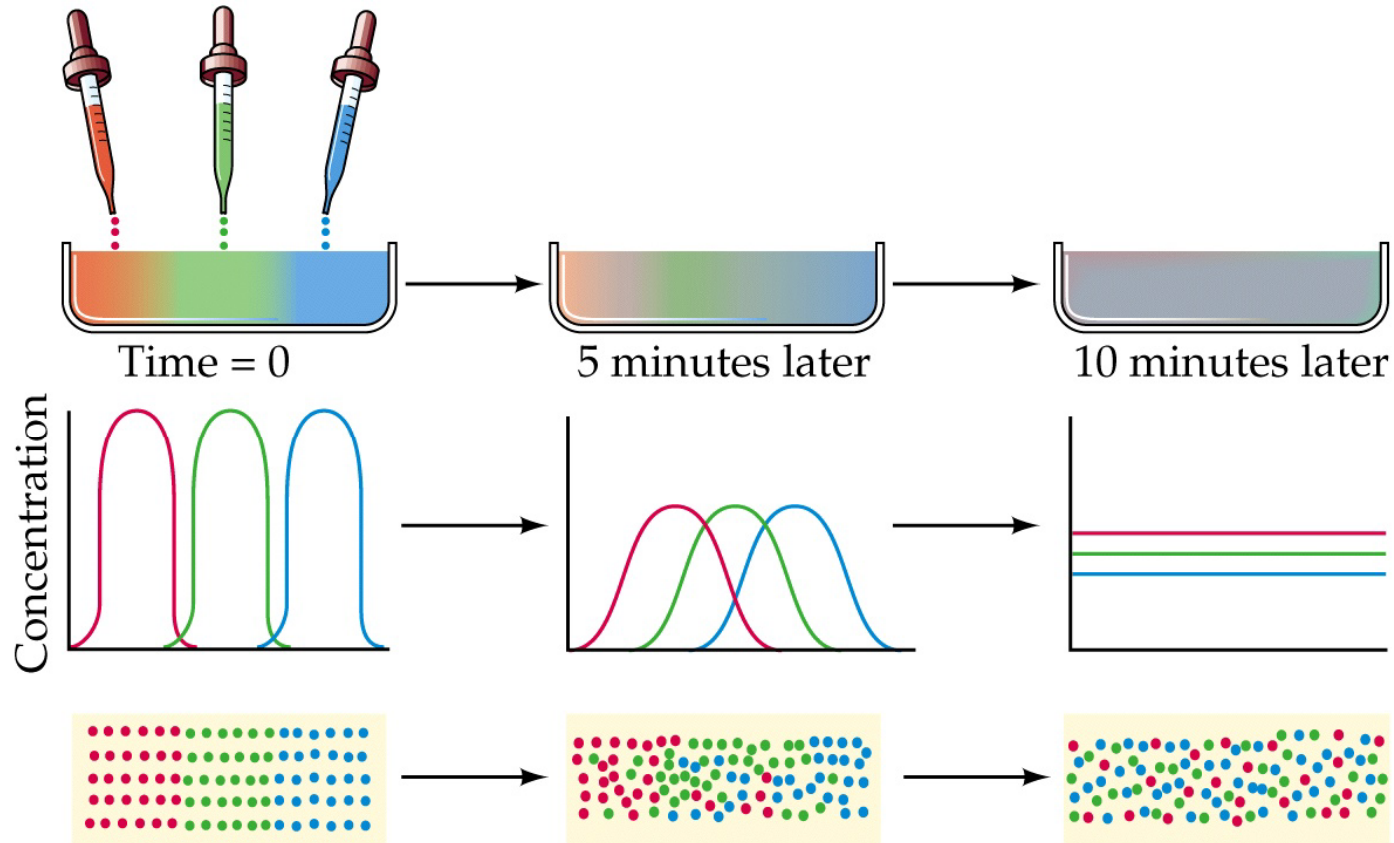 Time = 0
5 minutes later
10 minutes later
Concentration